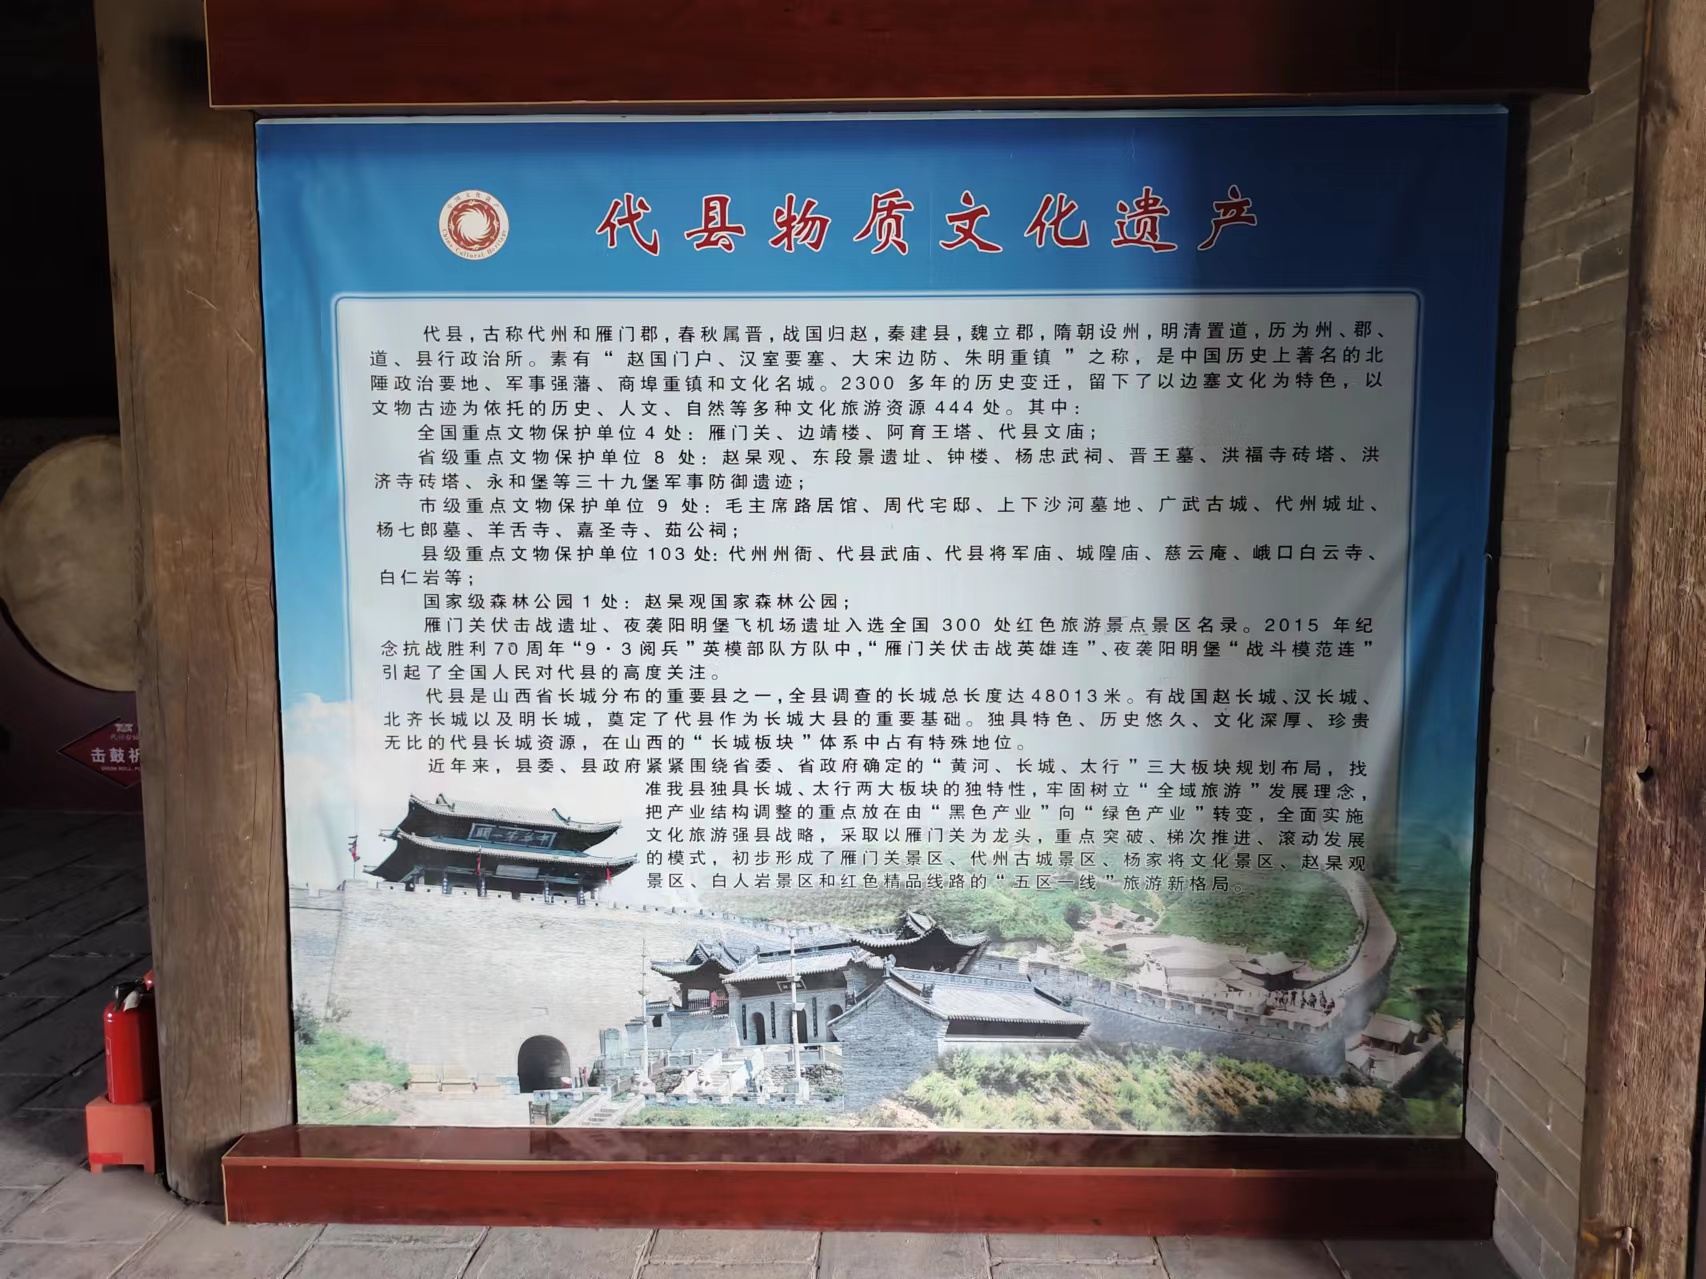 代县物质文化遗产
代县，古称代州和雁门郡，春秋属晋，战国归赵，秦建县，魏立郡，隋朝设州，明清置道，历为州、郡、
道、县行政治所。素有“赵国门户、汉室要塞、大宋边防、朱明重镇”之称，是中国历史上著名的北
陲政治要地、军事强藩、商埠重镇和文化名城。2300 多年的历史变迁，留下了以边塞文化为特色，以
文物古迹为依托的历史、人文、自然等多种文化旅游资源 444 处。其中：
全国重点文物保护单位 4 处：雁门关、边靖楼、阿育王塔、代县文庙；
省级重点文物保护单位 8 处：赵杲观、东段景遗址、钟楼、杨忠武祠、晋王墓、洪福寺砖塔、洪
济寺砖塔、永和堡等三十九堡军事防御遗迹；
市级重点文物保护单位 9 处：毛主席路居馆、周代宅邸、上下沙河墓地、广武古城、代州城址、
杨七郎墓、羊舌寺、嘉圣寺、茹公祠；
县级重点文物保护单位 103 处：代州州衙、代县武庙、代县将军庙、城隍庙、慈云庵、峨口白云寺、
白仁岩等；
国家级森林公园 1 处：赵杲观国家森林公园；
雁门关伏击战遗址、夜袭阳明堡飞机场遗址入选全国 300 处红色旅游景点景区名录。2015 年纪
念抗战胜利 70 周年“9·3 阅兵”英模部队方队中，“雁门关伏击战英雄连”、夜袭阳明堡“战斗模范连”
引起了全国人民对代县的高度关注。
代县是山西省长城分布的重要县之一，全县调查的长城总长度达 48013 米。有战国赵长城、汉长城、
北齐长城以及明长城，奠定了代县作为长城大县的重要基础。独具特色、历史悠久、文化深厚、珍贵
无比的代县长城资源，在山西的“长城板块”体系中占有特殊地位。
近年来，县委、县政府紧紧围绕省委、省政府确定的“黄河、长城、太行”三大板块规划布局，找
准我县独具长城、太行两大板块的独特性，牢固树立“全域旅游”发展理念，
把产业结构调整的重点放在由“黑色产业”向“绿色产业”转变，全面实施
文化旅游强县战略，采取以雁门关为龙头，重点突破、梯次推进、滚动发展
的模式，初步形成了雁门关景区、代州古城景区、杨家将文化景区、赵杲观
景区、白人岩景区和红色精品线路的“五区一线”旅游新格局。
击鼓祈